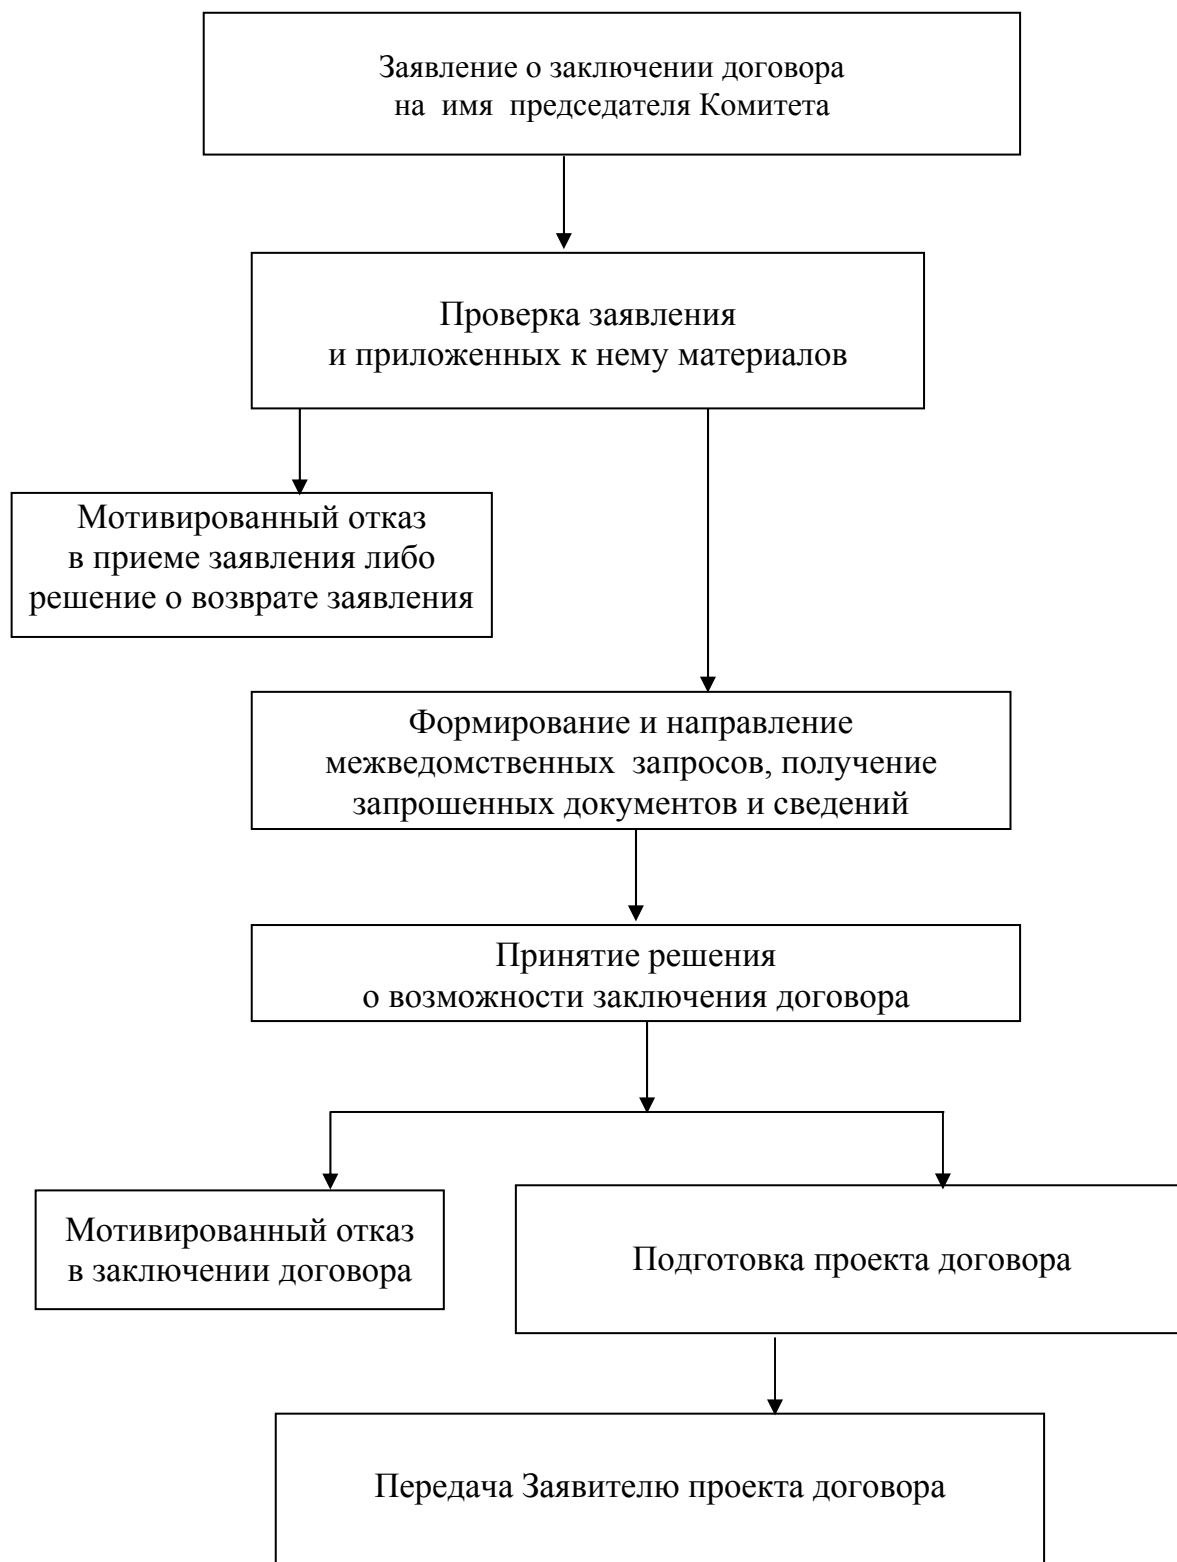 Заявление о заключении договора
на имя председателя Комитета
Проверка заявления
и приложенных к нему материалов
Мотивированный отказ
в приеме заявления либо
решение о возврате заявления
Формирование и направление
межведомственных запросов, получение
запрошенных документов и сведений
Принятие решения
о возможности заключения договора
Мотивированный отказ
в заключении договора
Подготовка проекта договора
Передача Заявителю проекта договора